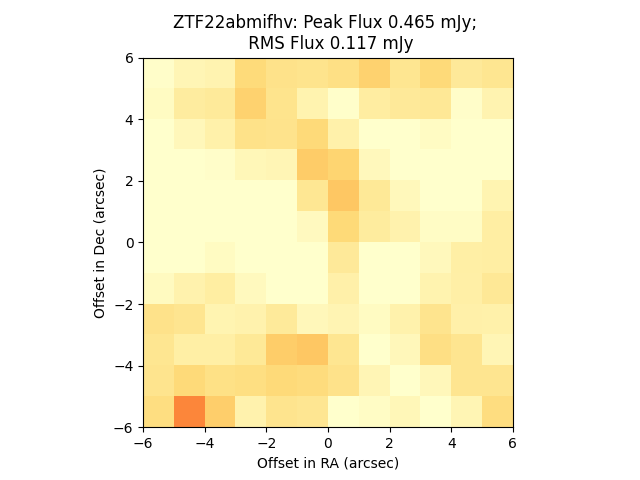 ZTF22abmifhv: Peak Flux 0.465 mJy;
RMS Flux 0.117 mJy
6
4
2
0
−2
−4
−6
Offset in Dec (arcsec)
−6 −4 −2 0 2 4 6
Offset in RA (arcsec)